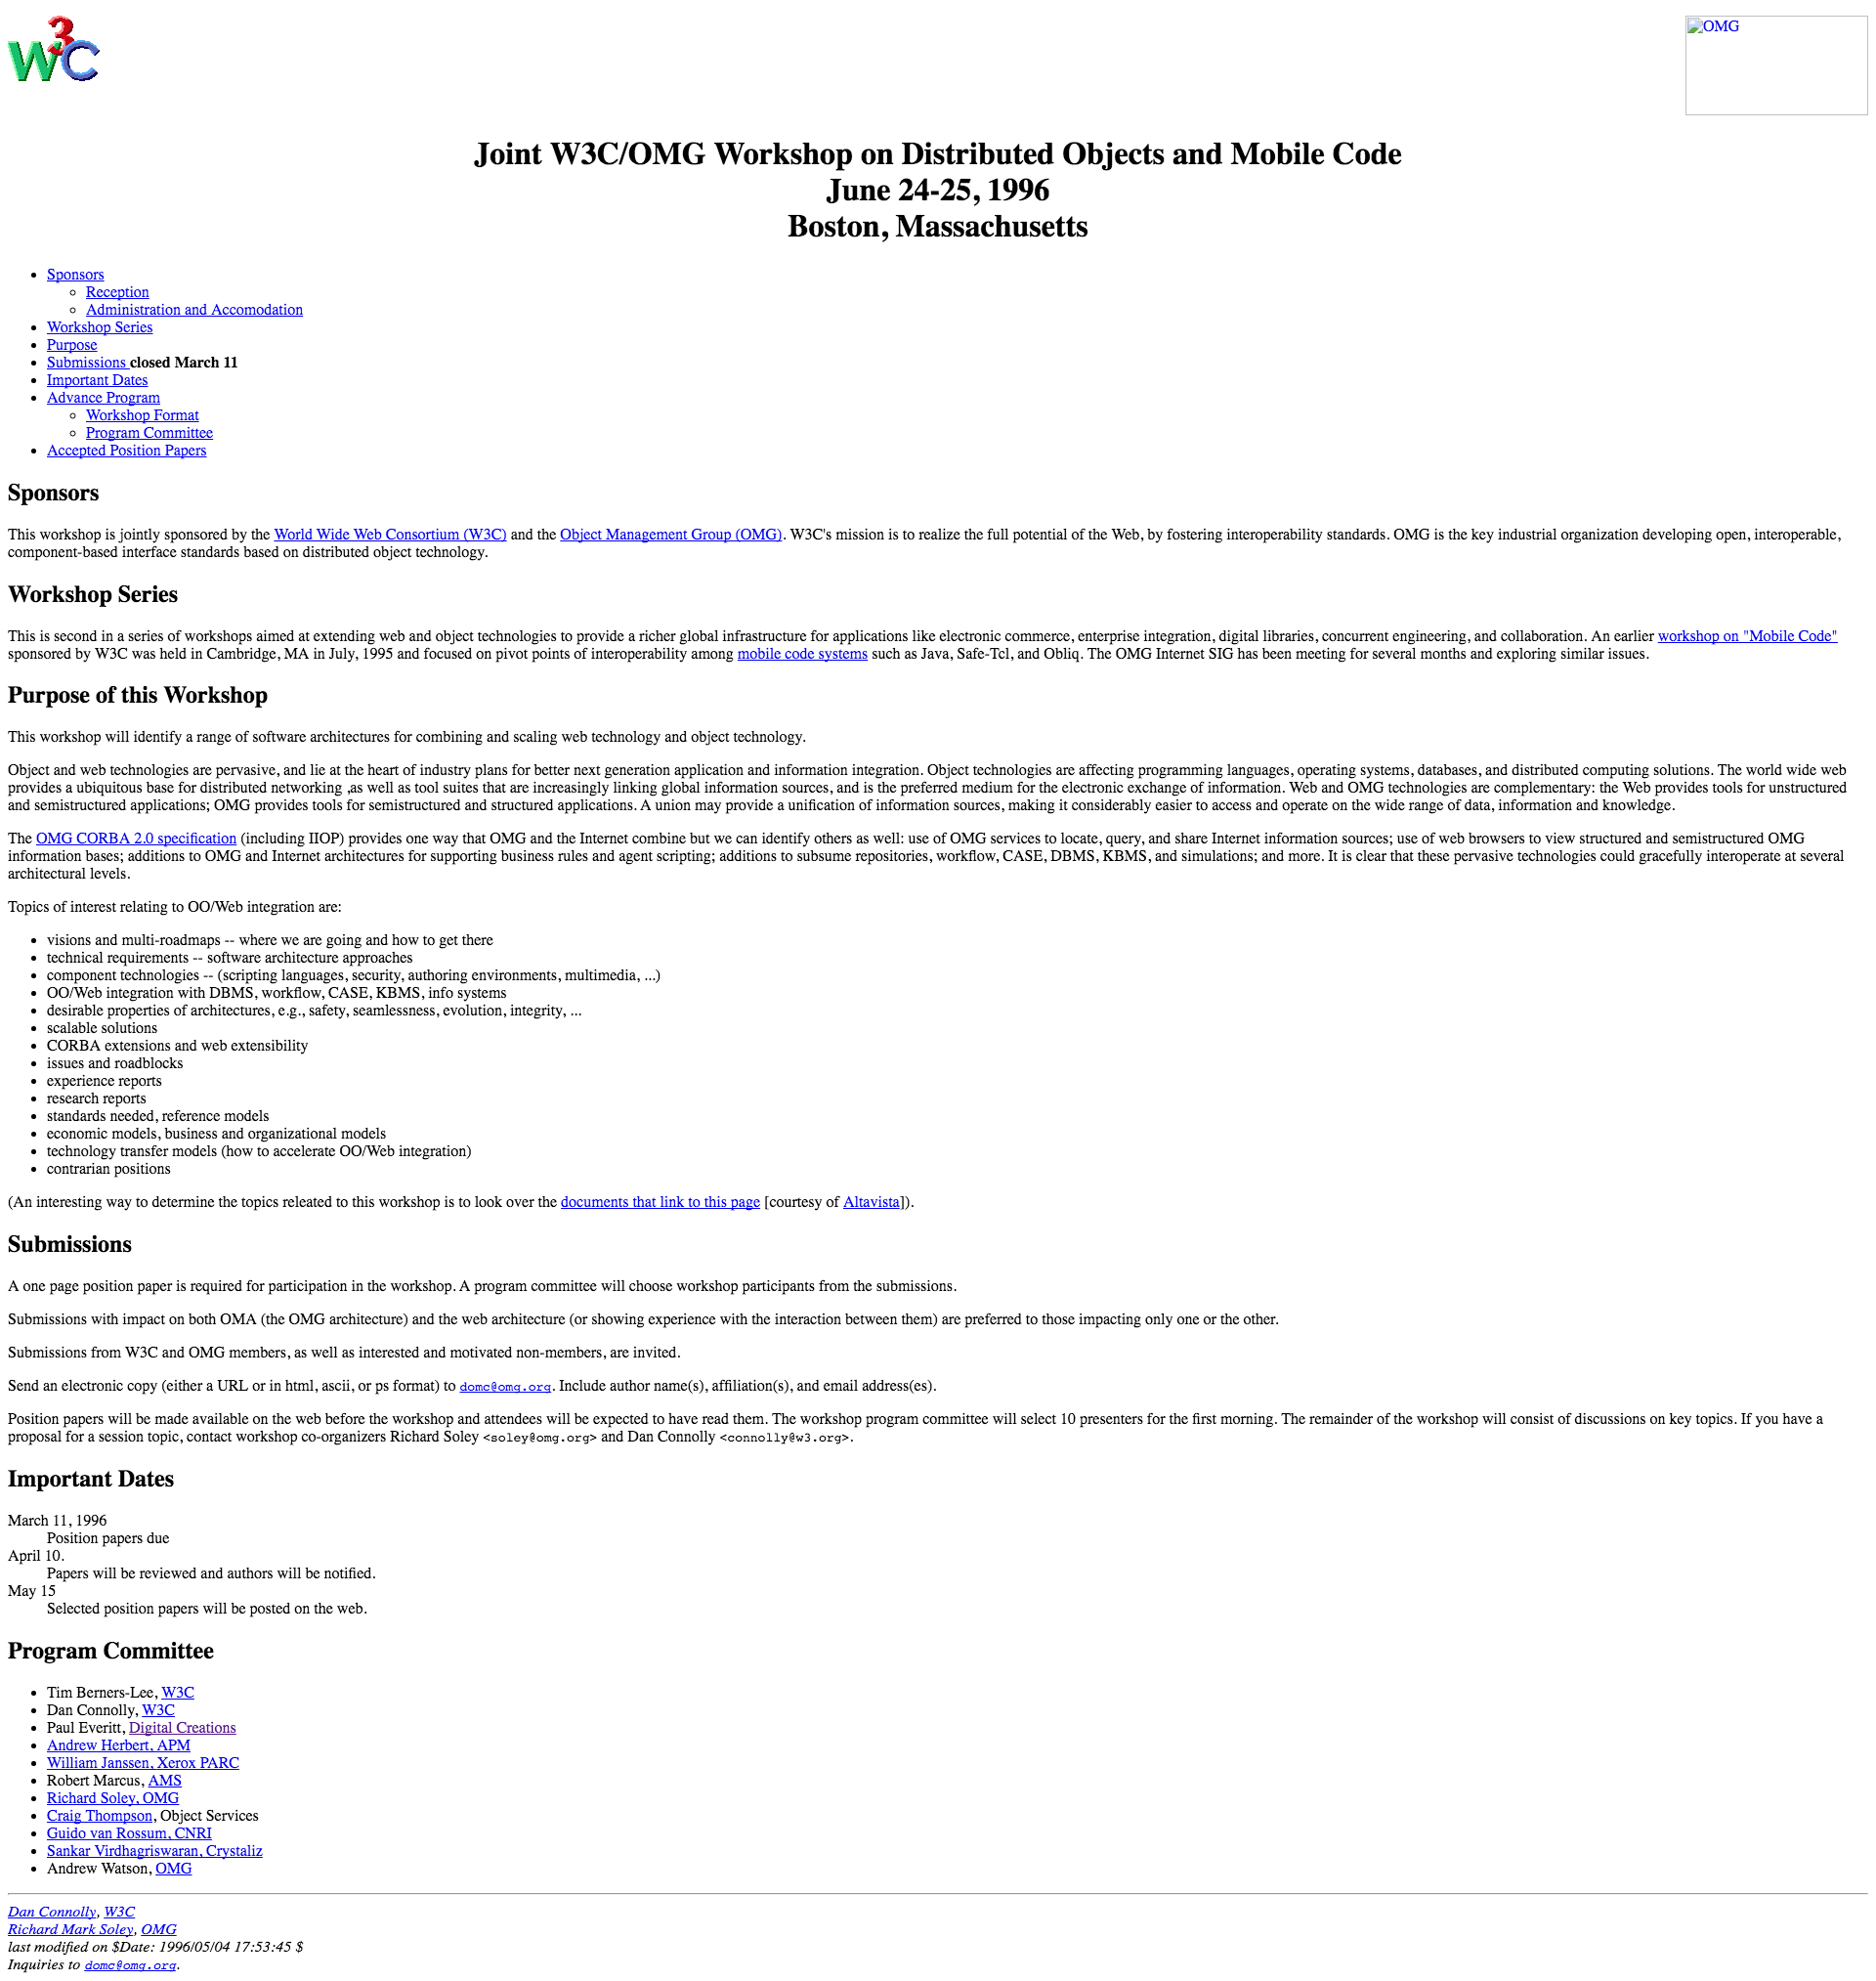 W3C
OMG
Joint W3C/OMG Workshop on Distributed Objects and Mobile Code
June 24-25, 1996
Boston, Massachusetts
Sponsors
Reception
Administration and Accomodation
Workshop Series
Purpose
Submissions closed March 11
Important Dates
Advance Program
Workshop Format
Program Committee
Accepted Position Papers
Sponsors
This workshop is jointly sponsored by the World Wide Web Consortium (W3C) and the Object Management Group (OMG). W3C's mission is to realize the full potential of the Web, by fostering interoperability standards. OMG is the key industrial organization developing open, interoperable,
component-based interface standards based on distributed object technology.
Workshop Series
This is second in a series of workshops aimed at extending web and object technologies to provide a richer global infrastructure for applications like electronic commerce, enterprise integration, digital libraries, concurrent engineering, and collaboration. An earlier workshop on "Mobile Code"
sponsored by W3C was held in Cambridge, MA in July, 1995 and focused on pivot points of interoperability among mobile code systems such as Java, Safe-Tcl, and Obliq. The OMG Internet SIG has been meeting for several months and exploring similar issues.
Purpose of this Workshop
This workshop will identify a range of software architectures for combining and scaling web technology and object technology.
Object and web technologies are pervasive, and lie at the heart of industry plans for better next generation application and information integration. Object technologies are affecting programming languages, operating systems, databases, and distributed computing solutions. The world wide web
provides a ubiquitous base for distributed networking ,as well as tool suites that are increasingly linking global information sources, and is the preferred medium for the electronic exchange of information. Web and OMG technologies are complementary: the Web provides tools for unstructured
and semistructured applications; OMG provides tools for semistructured and structured applications. A union may provide a unification of information sources, making it considerably easier to access and operate on the wide range of data, information and knowledge.
The OMG CORBA 2.0 specification (including IIOP) provides one way that OMG and the Internet combine but we can identify others as well: use of OMG services to locate, query, and share Internet information sources; use of web browsers to view structured and semistructured OMG
information bases; additions to OMG and Internet architectures for supporting business rules and agent scripting; additions to subsume repositories, workflow, CASE, DBMS, KBMS, and simulations; and more. It is clear that these pervasive technologies could gracefully interoperate at several
architectural levels.
Topics of interest relating to OO/Web integration are:
visions and multi-roadmaps -- where we are going and how to get there
technical requirements -- software architecture approaches
component technologies -- (scripting languages, security, authoring environments, multimedia, ...)
OO/Web integration with DBMS, workflow, CASE, KBMS, info systems
desirable properties of architectures, e.g., safety, seamlessness, evolution, integrity, ...
scalable solutions
CORBA extensions and web extensibility
issues and roadblocks
experience reports
research reports
standards needed, reference models
economic models, business and organizational models
technology transfer models (how to accelerate OO/Web integration)
contrarian positions
(An interesting way to determine the topics releated to this workshop is to look over the documents that link to this page [courtesy of Altavista]).
Submissions
A one page position paper is required for participation in the workshop. A program committee will choose workshop participants from the submissions.
Submissions with impact on both OMA (the OMG architecture) and the web architecture (or showing experience with the interaction between them) are preferred to those impacting only one or the other.
Submissions from W3C and OMG members, as well as interested and motivated non-members, are invited.
Send an electronic copy (either a URL or in html, ascii, or ps format) to domc@omg.org. Include author name(s), affiliation(s), and email address(es).
Position papers will be made available on the web before the workshop and attendees will be expected to have read them. The workshop program committee will select 10 presenters for the first morning. The remainder of the workshop will consist of discussions on key topics. If you have a
proposal for a session topic, contact workshop co-organizers Richard Soley <soley@omg.org> and Dan Connolly <connolly@w3.org>.
Important Dates
March 11, 1996
Position papers due
April 10.
Papers will be reviewed and authors will be notified.
May 15
Selected position papers will be posted on the web.
Program Committee
Tim Berners-Lee, W3C
Dan Connolly, W3C
Paul Everitt, Digital Creations
Andrew Herbert, APM
William Janssen, Xerox PARC
Robert Marcus, AMS
Richard Soley, OMG
Craig Thompson, Object Services
Guido van Rossum, CNRI
Sankar Virdhagriswaran, Crystaliz
Andrew Watson, OMG
Dan Connolly, W3C
Richard Mark Soley, OMG
last modified on $Date: 1996/05/04 17:53:45 $
Inquiries to domc@omg.org.